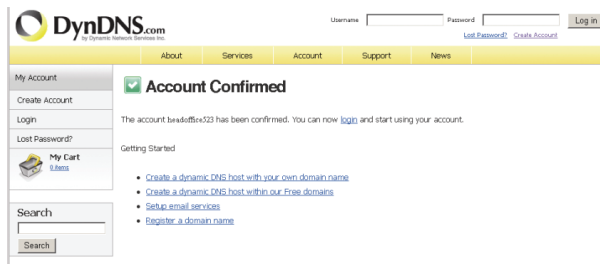 DynDNS.com
by Dynamic Network Services Inc.
Username
Password
Log in
Lost Password? Create Account
About Services Account Support News
My Account
Create Account
Login
Lost Password?
My Cart
0 items
Search
Search
Account Confirmed
The account headoffice523 has been confirmed. You can now login and start using your account.
Getting Started
Create a dynamic DNS host with your own domain name
Create a dynamic DNS host within our Free domains
Setup email services
Register a domain name